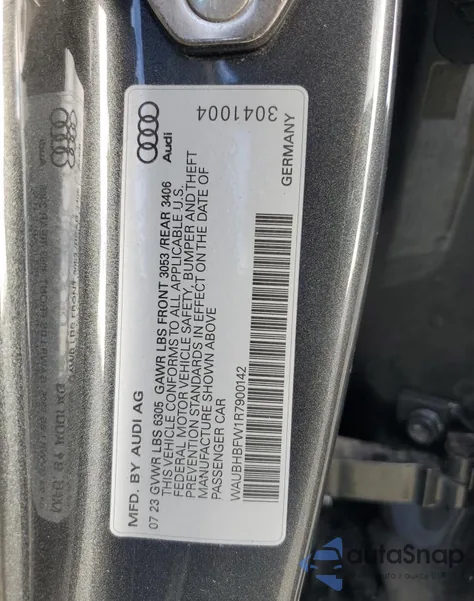 3041004
GERMANY
Audi
MFD. BY AUDI AG
07 23 GVWR LBS 6305 GAWR LBS FRONT 3053 /REAR 3406
THIS VEHICLE CONFORMS TO ALL APPLICABLE U.S.
FEDERAL MOTOR VEHICLE SAFETY, BUMPER AND THEFT
PREVENTION STANDARDS IN EFFECT ON THE DATE OF
MANUFACTURE SHOWN ABOVE
PASSENGER CAR
WAUBHBFW1R7900142
autoSnap